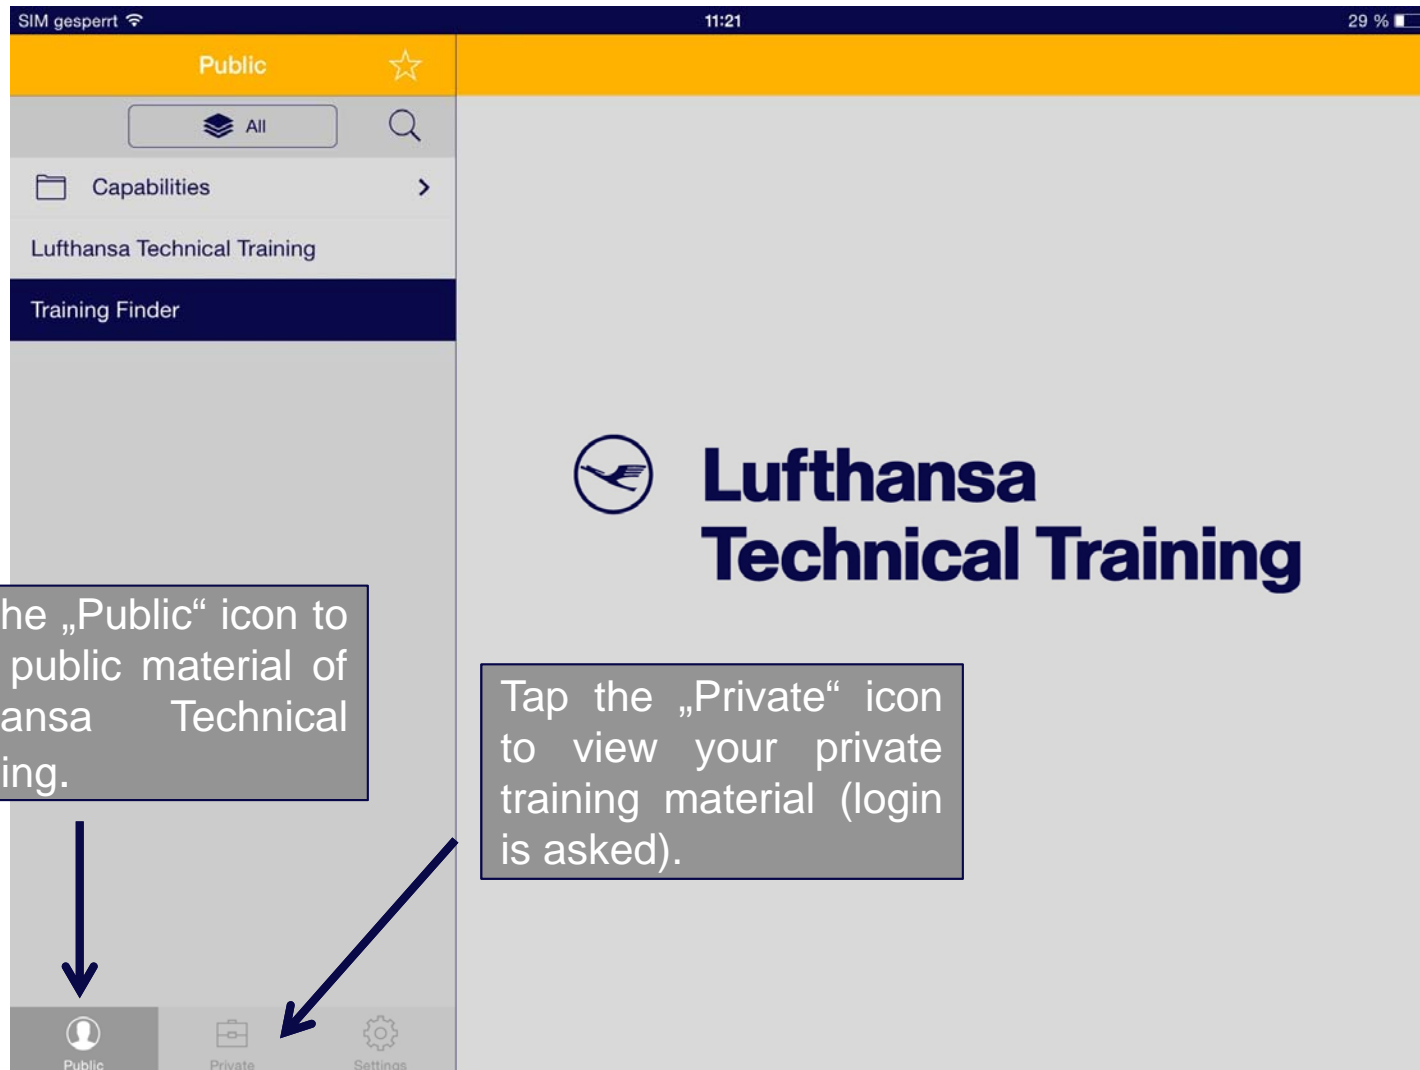 SIM gesperrt 11:21 29 %
Public
All
Capabilities
Lufthansa Technical Training
Training Finder
Lufthansa
Technical Training
he „Public“ icon to
public material of
ansa Technical
ing.
Tap the „Private“ icon
to view your private
training material (login
is asked).
Public Private Settings